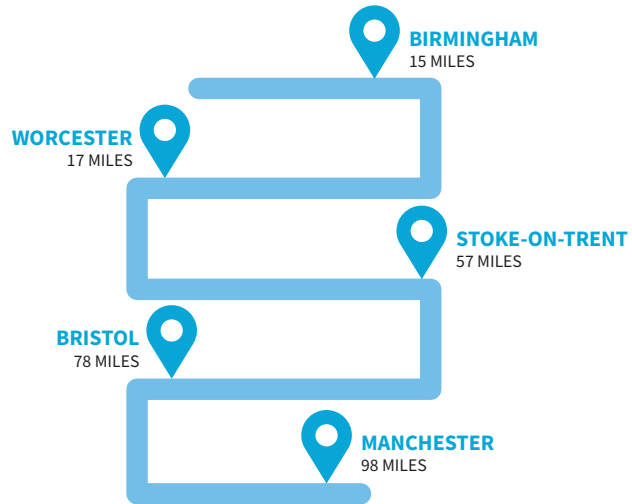 BIRMINGHAM
15 MILES
WORCESTER
17 MILES
STOKE-ON-TRENT
57 MILES
BRISTOL
78 MILES
MANCHESTER
98 MILES